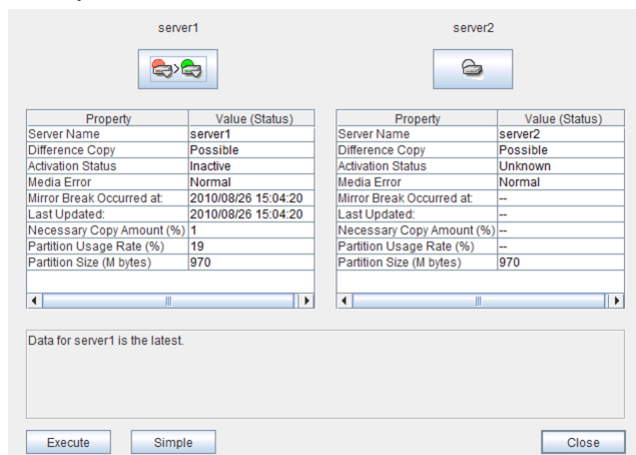 server1 server2
Property Value (Status) Property Value (Status)
Server Name server1 Server Name server2
Difference Copy Possible Difference Copy Possible
Activation Status Inactive Activation Status Unknown
Media Error Normal Media Error Normal
Mirror Break Occurred at: 2010/08/26 15:04:20 Mirror Break Occurred at: --
Last Updated: 2010/08/26 15:04:20 Last Updated: --
Necessary Copy Amount (%) 1 Necessary Copy Amount (%) --
Partition Usage Rate (%) 19 Partition Usage Rate (%) --
Partition Size (M bytes) 970 Partition Size (M bytes) 970
Data for server1 is the latest.
Execute Simple Close